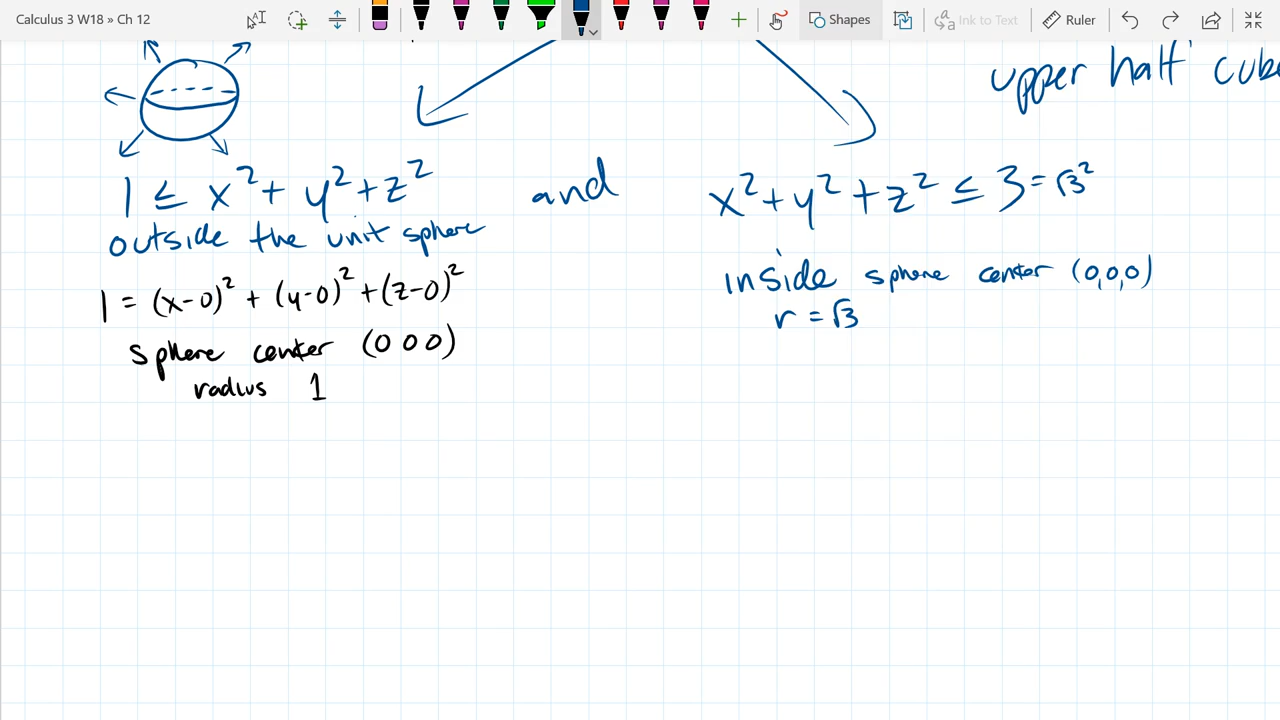 Calculus 3 W18 » Ch 12
Shapes
Ink to Text
Ruler
upper half cube
1 ≤ x² + y² + z² and x² + y² + z² ≤ 3 = √3²
outside the unit sphere
1 = (x-0)² + (y-0)² + (z-0)²
sphere center (0 0 0)
radius 1
inside sphere center (0,0,0)
r = √3